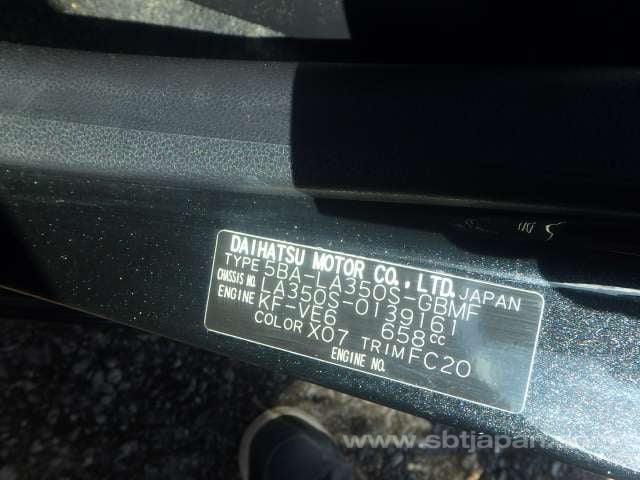 DAIHATSU MOTOR CO., LTD. JAPAN
TYPE 5BA-LA350S-GBMF
CHASSIS NO. LA350S-0139161
ENGINE KF-VE6 658cc
COLOR X07 TRIM FC20
ENGINE NO.
www.sbtjapan.com